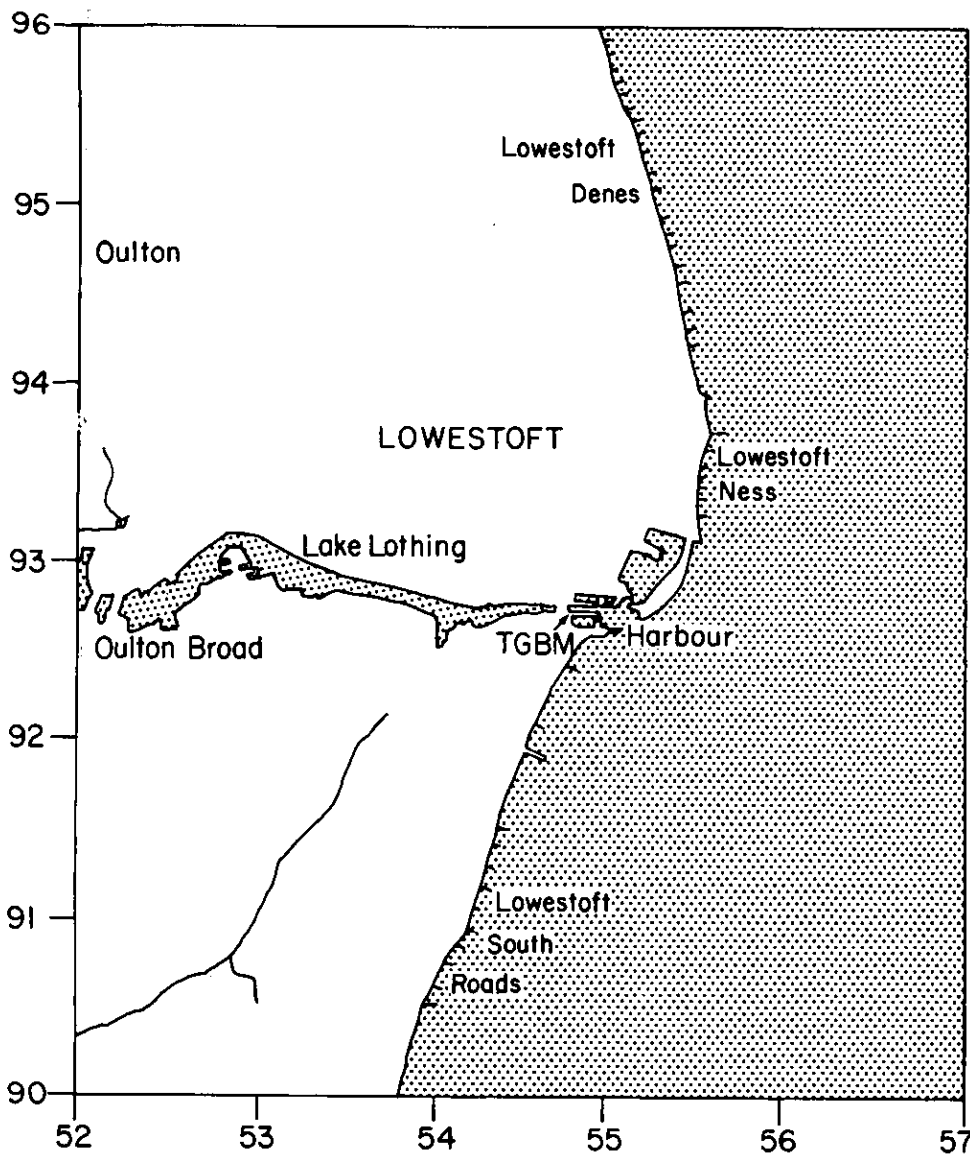 96
Lowestoft
Denes
95
Oulton
94
LOWESTOFT
Lowestoft
Ness
Lake Lothing
93
Oulton Broad
TGBM
Harbour
92
91
Lowestoft
South
Roads
90
52
53
54
55
56
57